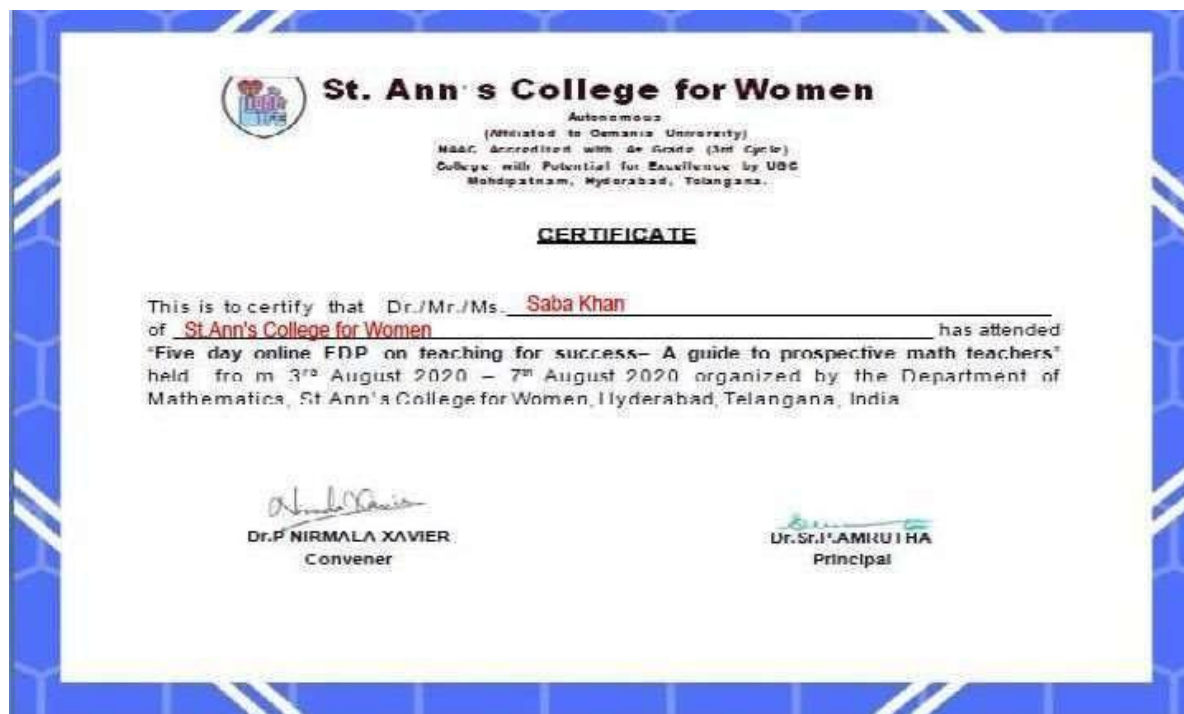 St. Ann's College for Women
Autonomous
(Affiliated to Osmania University)
NAAC Accredited with A+ Grade (3rd Cycle)
College with Potential for Excellence by UGC
Mehdipatnam, Hyderabad, Telangana.
CERTIFICATE
This is to certify that Dr./Mr./Ms. Saba Khan
of St.Ann's College for Women has attended
"Five day online FDP on teaching for success– A guide to prospective math teachers"
held fro m 3rd August 2020 – 7th August 2020 organized by the Department of
Mathematics, St Ann's College for Women, Hyderabad, Telangana, India
Dr.P NIRMALA XAVIER
Convener
Dr.Sr.P.AMRUTHA
Principal